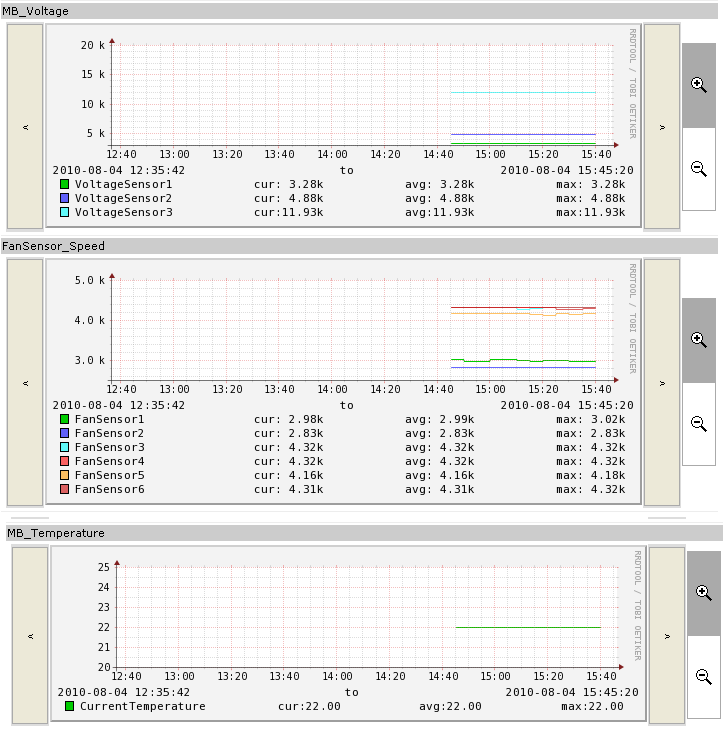 MB_Voltage
20 k
15 k
10 k
5 k
12:40 13:00 13:20 13:40 14:00 14:20 14:40 15:00 15:20 15:40
2010-08-04 12:35:42 to 2010-08-04 15:45:20
VoltageSensor1 cur: 3.28k avg: 3.28k max: 3.28k
VoltageSensor2 cur: 4.88k avg: 4.88k max: 4.88k
VoltageSensor3 cur:11.93k avg:11.93k max:11.93k
RRDTOOL / TOBI OETIKER
«
»
FanSensor_Speed
5.0 k
4.0 k
3.0 k
12:40 13:00 13:20 13:40 14:00 14:20 14:40 15:00 15:20 15:40
2010-08-04 12:35:42 to 2010-08-04 15:45:20
FanSensor1 cur: 2.98k avg: 2.99k max: 3.02k
FanSensor2 cur: 2.83k avg: 2.83k max: 2.83k
FanSensor3 cur: 4.32k avg: 4.32k max: 4.32k
FanSensor4 cur: 4.32k avg: 4.32k max: 4.32k
FanSensor5 cur: 4.16k avg: 4.16k max: 4.18k
FanSensor6 cur: 4.31k avg: 4.31k max: 4.32k
RRDTOOL / TOBI OETIKER
«
»
MB_Temperature
25
24
23
22
21
20
12:40 13:00 13:20 13:40 14:00 14:20 14:40 15:00 15:20 15:40
2010-08-04 12:35:42 to 2010-08-04 15:45:20
CurrentTemperature cur:22.00 avg:22.00 max:22.00
RRDTOOL / TOBI OETIKER
«
»